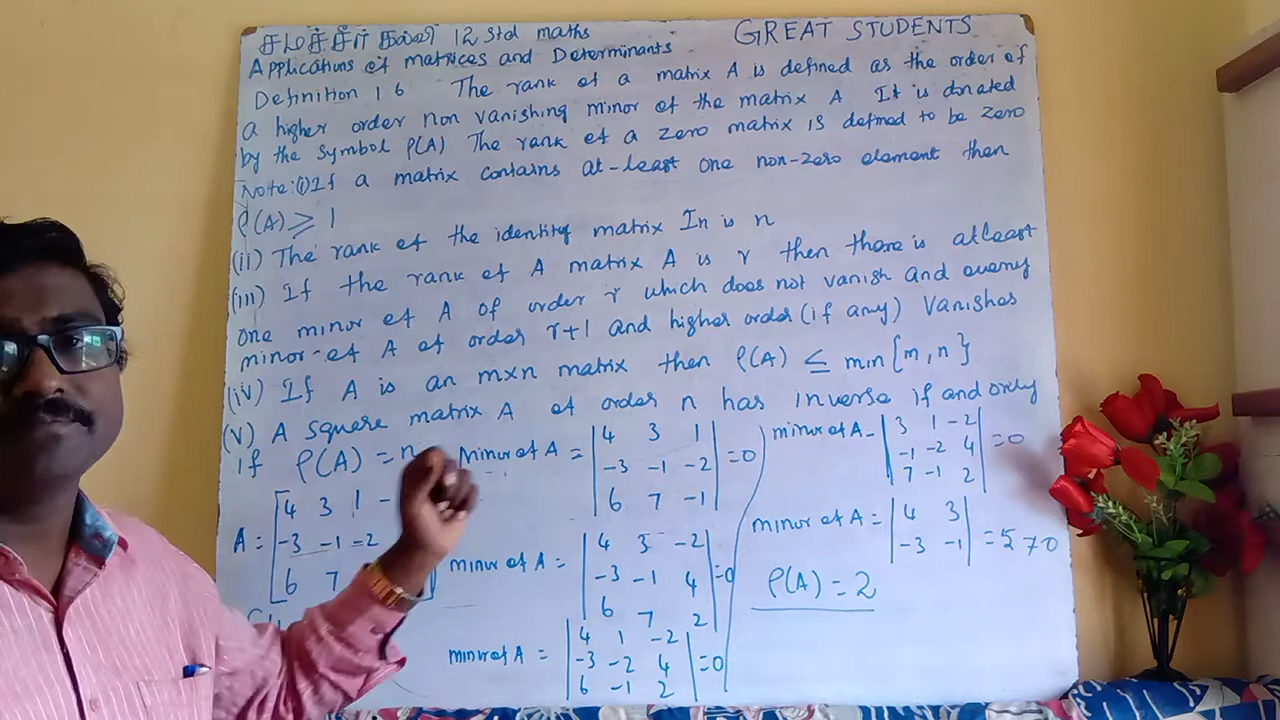 சமச்சீர் கல்வி 12 std maths GREAT STUDENTS
Applications of matrices and Determinants
Definition 1 6 The rank of a matrix A is defined as the order of
a higher order non vanishing minor of the matrix A It is donated
by the symbol ρ(A) The rank of a zero matrix is defined to be zero
Note: (i) If a matrix contains at-least one non-zero element then
ρ(A) ≥ 1
(ii) The rank of the identity matrix In is n
(iii) If the rank of A matrix A is r then there is atleast
one minor of A of order r which does not vanish and every
minor of A of order r+1 and higher order (if any) vanishes
(iv) If A is an m×n matrix then ρ(A) ≤ min {m, n}
(v) A square matrix A of order n has inverse if and only
if ρ(A) = n
A = [4 3 1 -
-3 -1 -2
6 7
minor of A = |4 3 1
-3 -1 -2
6 7 -1| = 0
minor of A = |4 3 -2
-3 -1 4
6 7 2| = 0
minor of A = |4 1 -2
-3 -2 4
6 -1 2| = 0
minor of A = |3 1 -2
-1 -2 4
7 -1 2| = 0
minor of A = |4 3
-3 -1| = 5 ≠ 0
ρ(A) = 2